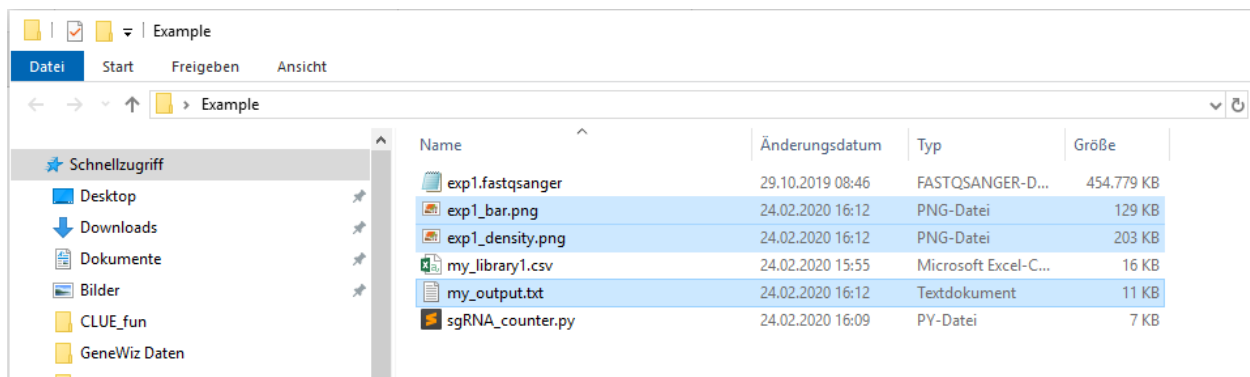 Example
Datei Start Freigeben Ansicht
Example
Name Änderungsdatum Typ Größe
Schnellzugriff
Desktop
Downloads
Dokumente
Bilder
CLUE_fun
GeneWiz Daten
exp1.fastqsanger 29.10.2019 08:46 FASTQSANGER-D... 454.779 KB
exp1_bar.png 24.02.2020 16:12 PNG-Datei 129 KB
exp1_density.png 24.02.2020 16:12 PNG-Datei 203 KB
my_library1.csv 24.02.2020 15:55 Microsoft Excel-C... 16 KB
my_output.txt 24.02.2020 16:12 Textdokument 11 KB
sgRNA_counter.py 24.02.2020 16:09 PY-Datei 7 KB